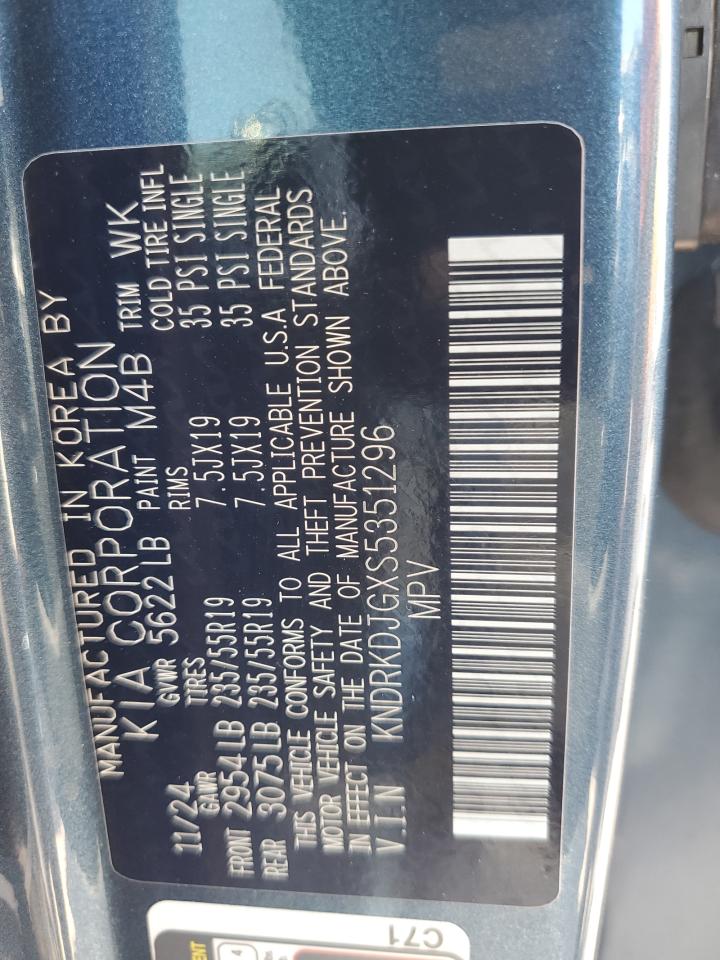 MANUFACTURED IN KOREA BY
KIA CORPORATION
11/24 GVWR 5622LB PAINT M4B TRIM WK
GAWR TIRES RIMS COLD TIRE INFL
FRONT 2954LB 235/55R19 7.5JX19 35 PSI SINGLE
REAR 3075LB 235/55R19 7.5JX19 35 PSI SINGLE
THIS VEHICLE CONFORMS TO ALL APPLICABLE U.S.A FEDERAL
MOTOR VEHICLE SAFETY AND THEFT PREVENTION STANDARDS
IN EFFECT ON THE DATE OF MANUFACTURE SHOWN ABOVE.
V.I.N KNDRKDJGXS5351296
MPV
C71